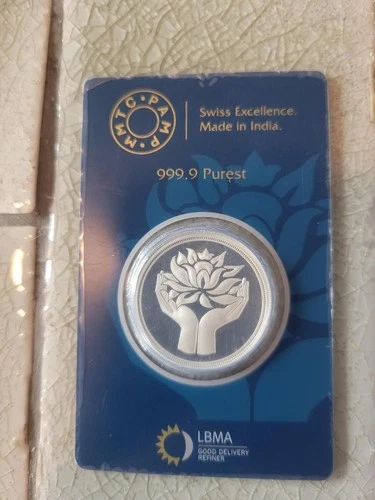 MMTC • PAMP •
Swiss Excellence.
Made in India.
999.9 Purest
LBMA
GOOD DELIVERY
REFINER